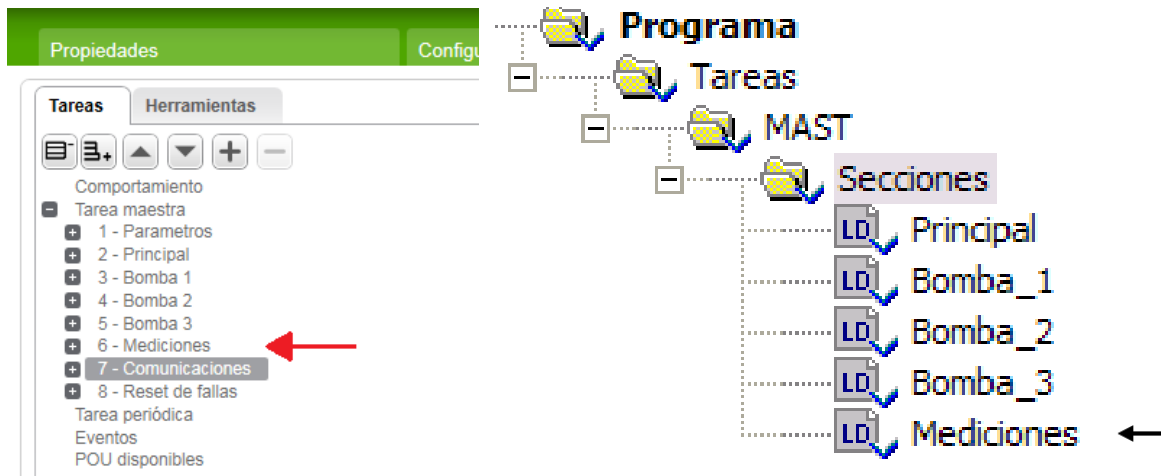 Propiedades
Configu
Tareas
Herramientas
Comportamiento
Tarea maestra
1 - Parametros
2 - Principal
3 - Bomba 1
4 - Bomba 2
5 - Bomba 3
6 - Mediciones
7 - Comunicaciones
8 - Reset de fallas
Tarea periódica
Eventos
POU disponibles
Programa
Tareas
MAST
Secciones
LD Principal
LD Bomba_1
LD Bomba_2
LD Bomba_3
LD Mediciones